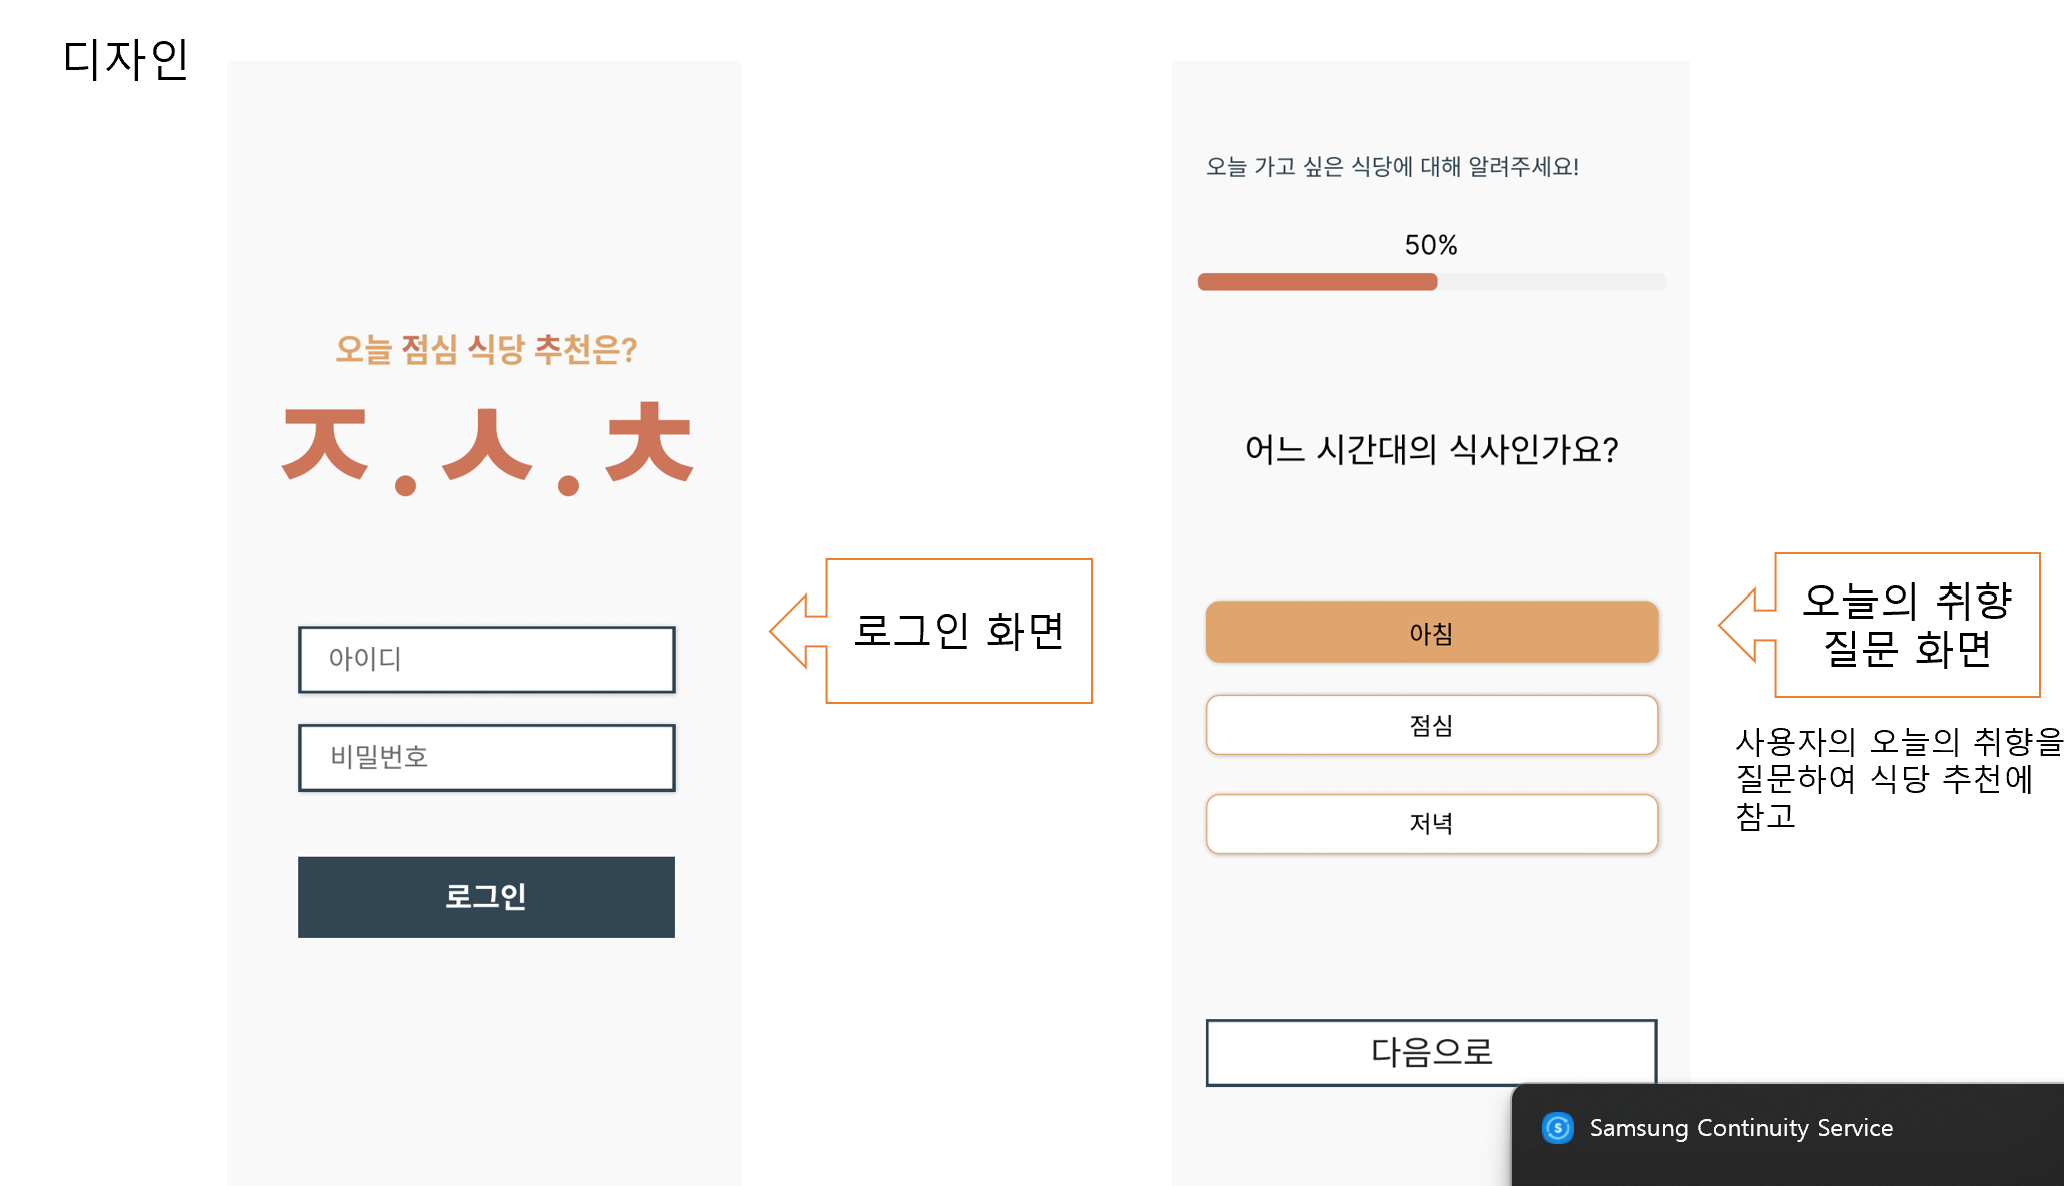 디자인
오늘 점심 식당 추천은?
ㅈ.ㅅ.ㅊ
아이디
비밀번호
로그인
로그인 화면
오늘 가고 싶은 식당에 대해 알려주세요!
50%
어느 시간대의 식사인가요?
아침
점심
저녁
다음으로
오늘의 취향
질문 화면
사용자의 오늘의 취향을
질문하여 식당 추천에
참고
Samsung Continuity Service